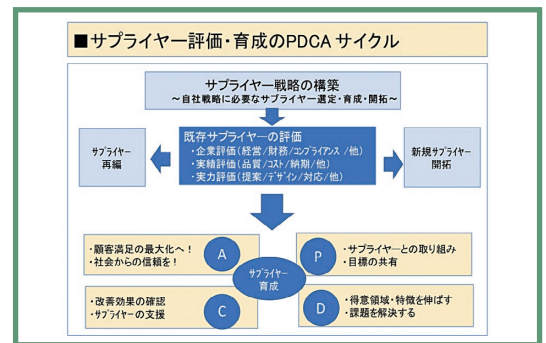 ■サプライヤー評価・育成のPDCAサイクル
サプライヤー戦略の構築
～自社戦略に必要なサプライヤー選定・育成・開拓～
既存サプライヤーの評価
・企業評価(経営/財務/コンプライアンス/他)
・実績評価(品質/コスト/納期/他)
・実力評価(提案/デザイン/対応/他)
サプライヤー
再編
新規サプライヤー
開拓
・顧客満足の最大化へ！
・社会からの信頼を！
A
P
・サプライヤーとの取り組み
・目標の共有
サプライヤー
育成
・改善効果の確認
・サプライヤーの支援
C
D
・得意領域・特徴を伸ばす
・課題を解決する